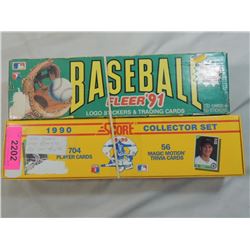 BASEBALL
FLEER '91
LOGO STICKERS & TRADING CARDS
2202
1990
SCORE
COLLECTOR SET
704
PLAYER CARDS
56
MAGIC MOTION
TRIVIA CARDS